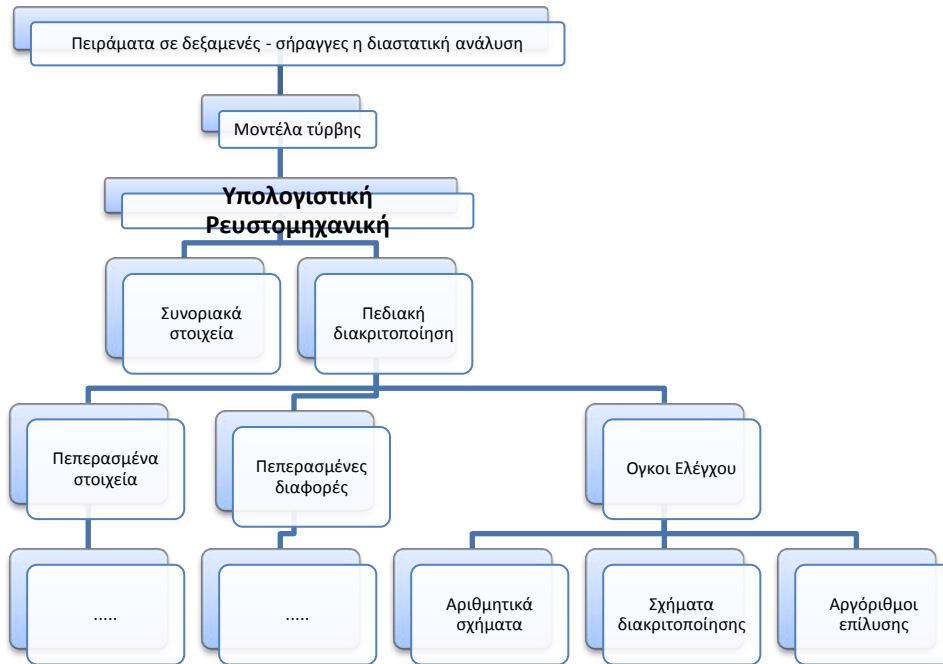 Πειράματα σε δεξαμενές - σήραγγες η διαστατική ανάλυση
Μοντέλα τύρβης
Υπολογιστική
Ρευστομηχανική
Συνοριακά
στοιχεία
Πεδιακή
διακριτοποίηση
Πεπερασμένα
στοιχεία
Πεπερασμένες
διαφορές
Ογκοι Ελέγχου
.....
.....
Αριθμητικά
σχήματα
Σχήματα
διακριτοποίησης
Αργόριθμοι
επίλυσης